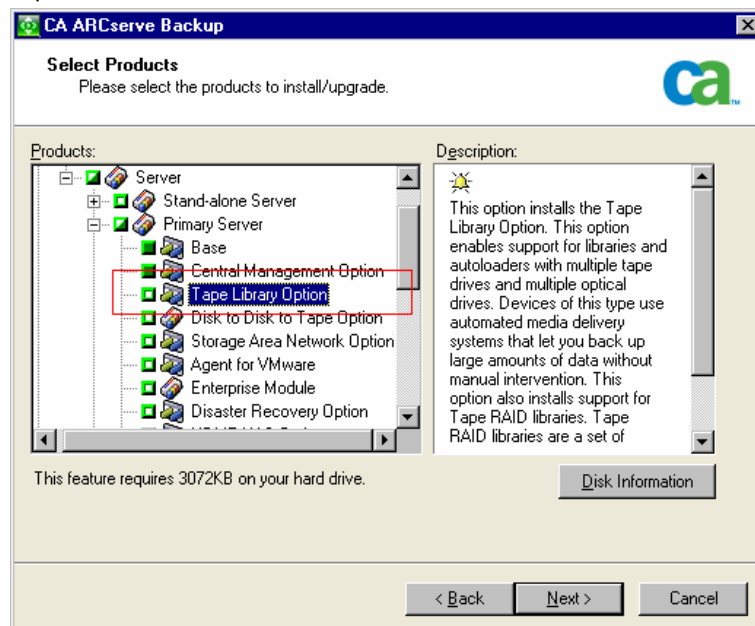 CA ARCserve Backup
Select Products
Please select the products to install/upgrade.
ca
Products:
Server
Stand-alone Server
Primary Server
Base
Central Management Option
Tape Library Option
Disk to Disk to Tape Option
Storage Area Network Option
Agent for VMware
Enterprise Module
Disaster Recovery Option
Description:
This option installs the Tape
Library Option. This option
enables support for libraries and
autoloaders with multiple tape
drives and multiple optical
drives. Devices of this type use
automated media delivery
systems that let you back up
large amounts of data without
manual intervention. This
option also installs support for
Tape RAID libraries. Tape
RAID libraries are a set of
This feature requires 3072KB on your hard drive.
Disk Information
< Back
Next >
Cancel